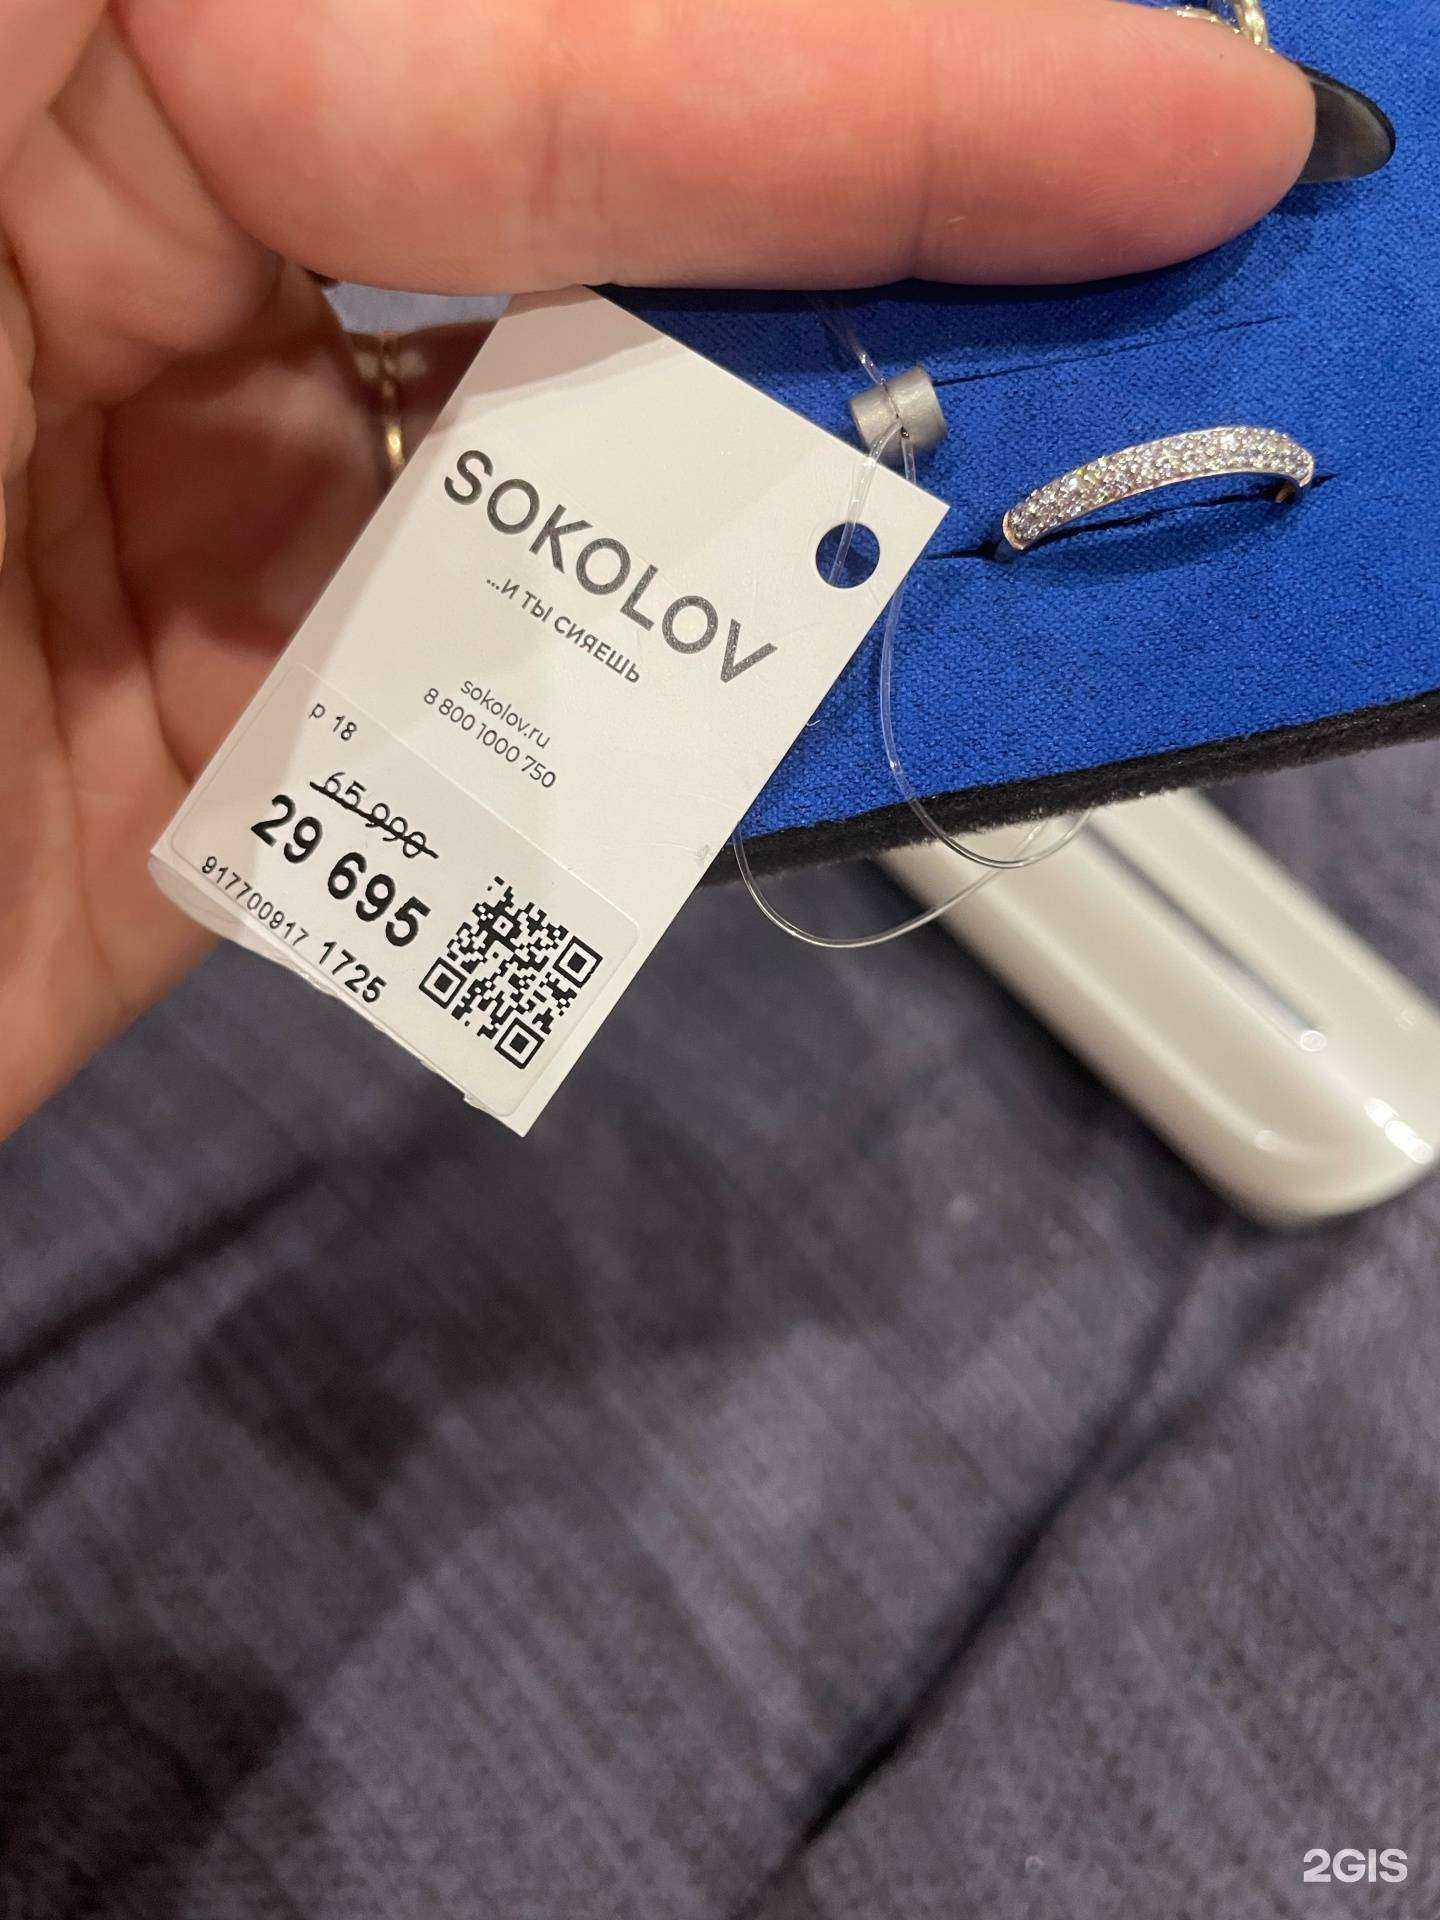 SOKOLOV
...И ТЫ СИЯЕШЬ
sokolov.ru
8 800 1000 750
р 18
65 990
29 695
917700917 1725
2GIS